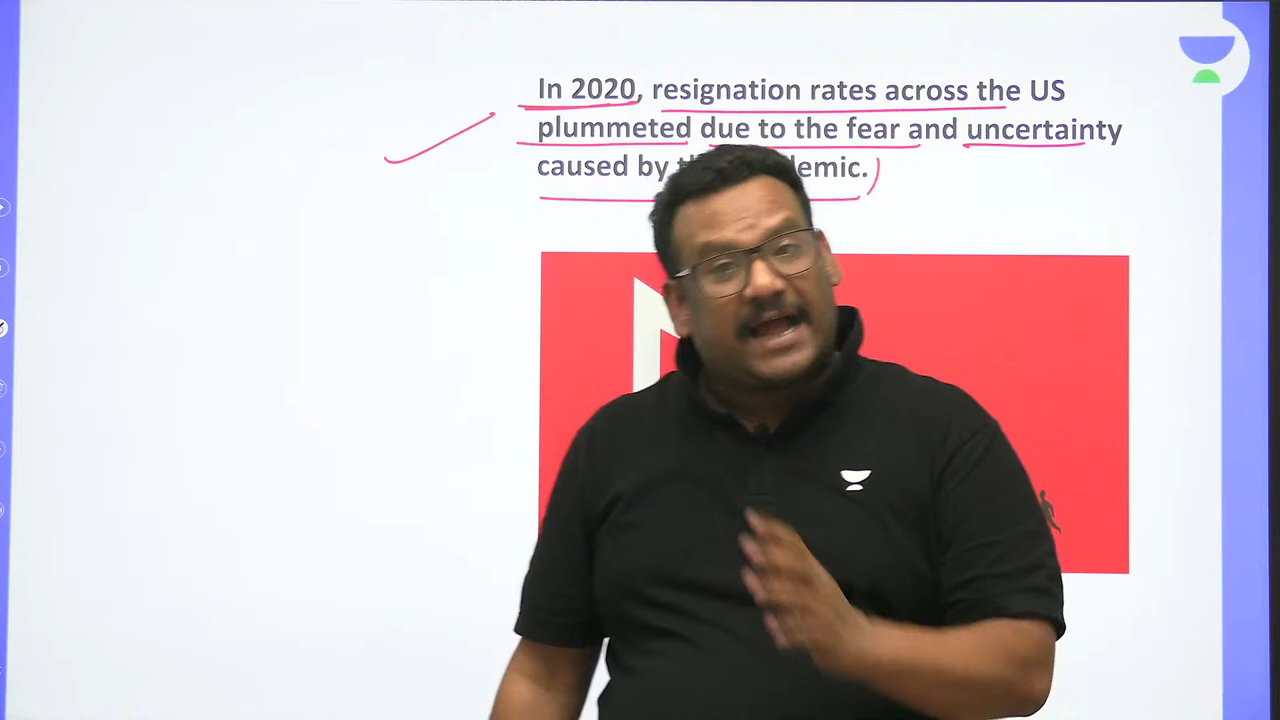 In 2020, resignation rates across the US
plummeted due to the fear and uncertainty
caused by